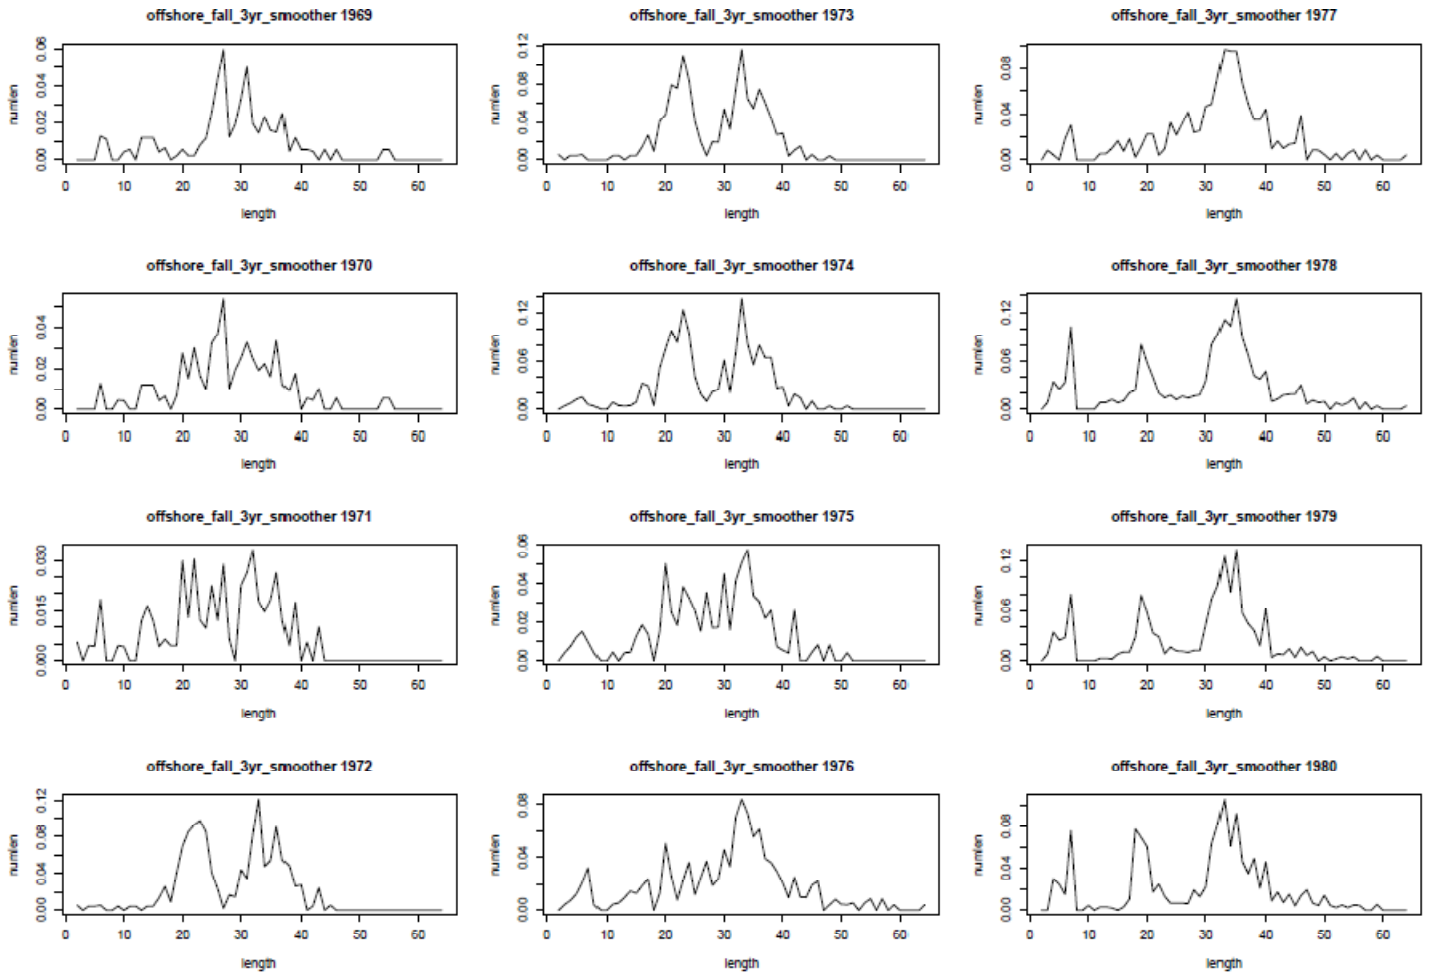 offshore_fall_3yr_smoother 1969
0.00 0.02 0.04 0.06
numlen
0 10 20 30 40 50 60
length
offshore_fall_3yr_smoother 1973
0.00 0.04 0.08 0.12
numlen
0 10 20 30 40 50 60
length
offshore_fall_3yr_smoother 1977
0.00 0.04 0.08
numlen
0 10 20 30 40 50 60
length
offshore_fall_3yr_smoother 1970
0.00 0.02 0.04
numlen
0 10 20 30 40 50 60
length
offshore_fall_3yr_smoother 1974
0.00 0.06 0.12
numlen
0 10 20 30 40 50 60
length
offshore_fall_3yr_smoother 1978
0.00 0.06 0.12
numlen
0 10 20 30 40 50 60
length
offshore_fall_3yr_smoother 1971
0.000 0.015 0.030
numlen
0 10 20 30 40 50 60
length
offshore_fall_3yr_smoother 1975
0.00 0.02 0.04 0.06
numlen
0 10 20 30 40 50 60
length
offshore_fall_3yr_smoother 1979
0.00 0.06 0.12
numlen
0 10 20 30 40 50 60
length
offshore_fall_3yr_smoother 1972
0.00 0.04 0.08 0.12
numlen
0 10 20 30 40 50 60
length
offshore_fall_3yr_smoother 1976
0.00 0.04 0.08
numlen
0 10 20 30 40 50 60
length
offshore_fall_3yr_smoother 1980
0.00 0.04 0.08
numlen
0 10 20 30 40 50 60
length